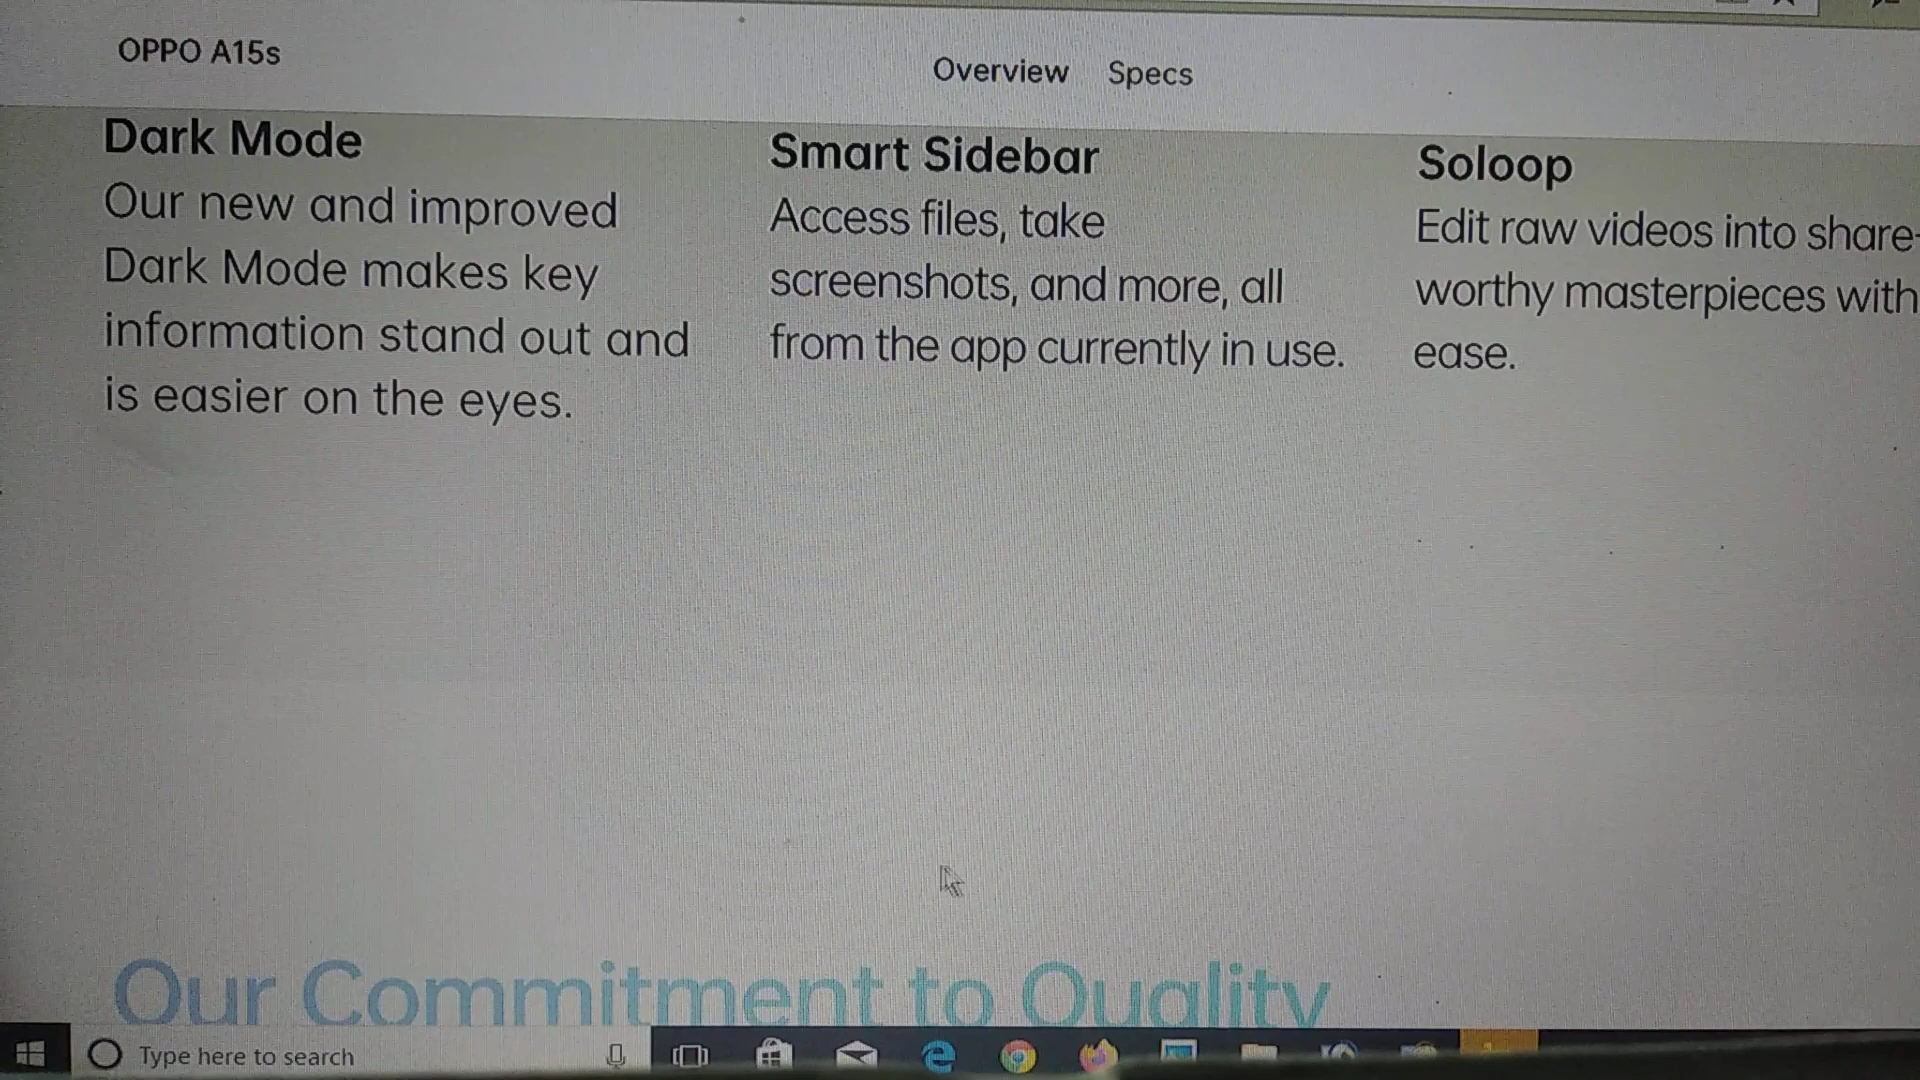 OPPO A15s
Overview Specs
Dark Mode
Our new and improved
Dark Mode makes key
information stand out and
is easier on the eyes.
Smart Sidebar
Access files, take
screenshots, and more, all
from the app currently in use.
Soloop
Edit raw videos into share-
worthy masterpieces with
ease.
Our Commitment to Quality
Type here to search